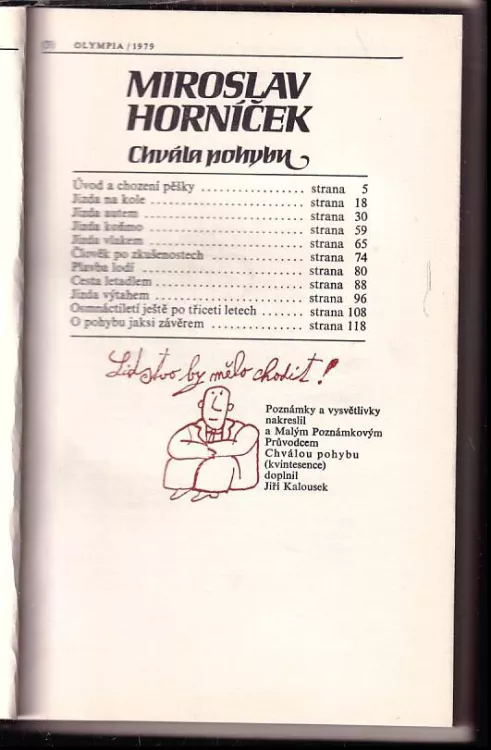 OLYMPIA / 1979
MIROSLAV
HORNÍČEK
Chvála pohybu
Úvod a chození pěšky ................. strana 5
Jízda na kole ................. strana 18
Jízda autem ................. strana 30
Jízda koňmo ................. strana 59
Jízda vlakem ................. strana 65
Člověk po zkušenostech ................. strana 74
Plavba lodí ................. strana 80
Cesta letadlem ................. strana 88
Jízda výtahem ................. strana 96
Osmnáctiletí ještě po třiceti letech ....... strana 108
O pohybu jaksi závěrem ............... strana 118
Lidstvo by mělo chodit!
Poznámky a vysvětlivky
nakreslil
a Malým Poznámkovým
Průvodcem
Chválou pohybu
(kvintesence)
doplnil
Jiří Kalousek